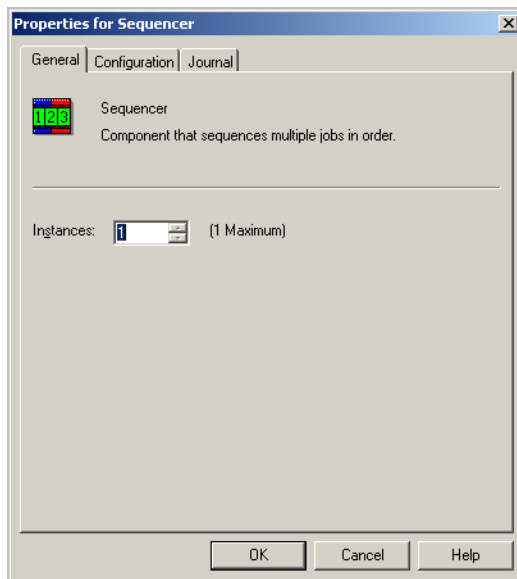 Properties for Sequencer
General Configuration Journal
123
Sequencer
Component that sequences multiple jobs in order.
Instances: 1 (1 Maximum)
OK Cancel Help